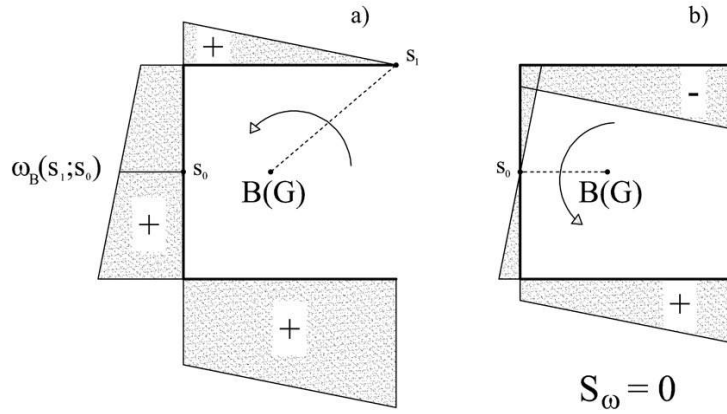 a)
+
s₁
ω_B(s₁;s₀)
s₀
B(G)
+
+
b)
-
s₀
B(G)
+
S_ω = 0